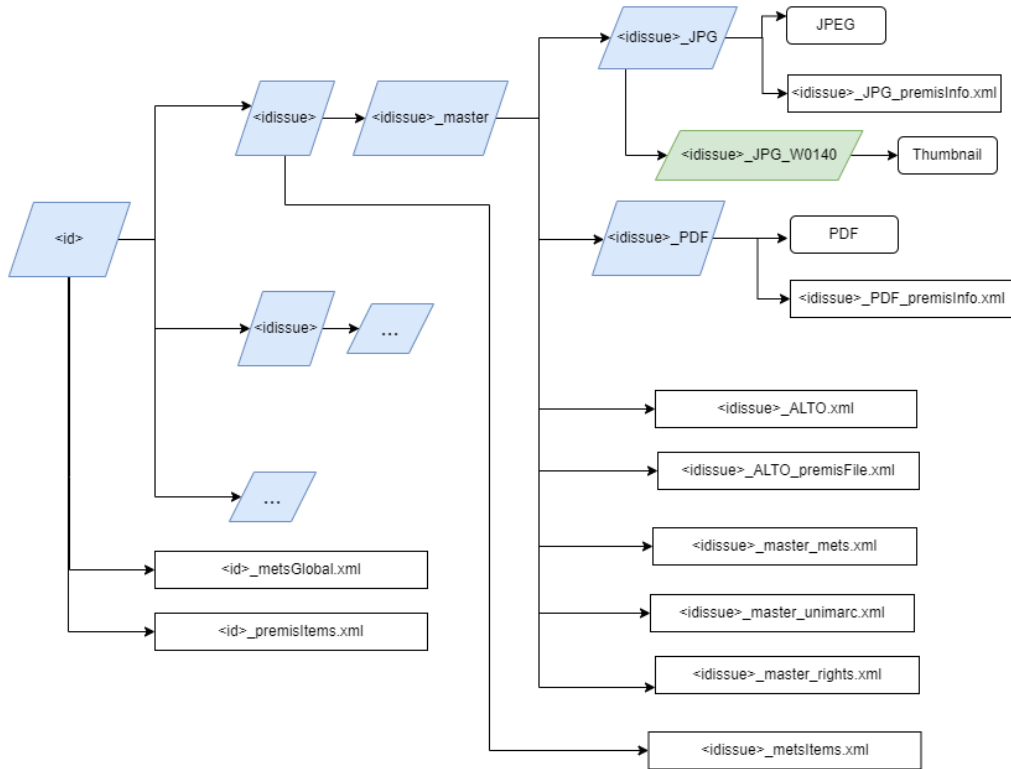 <idissue>_JPG
JPEG
<idissue>_JPG_premisInfo.xml
<idissue>
<idissue>_master
<idissue>_JPG_W0140
Thumbnail
<id>
<idissue>_PDF
PDF
<idissue>_PDF_premisInfo.xml
<idissue>
...
<idissue>_ALTO.xml
<idissue>_ALTO_premisFile.xml
...
<idissue>_master_mets.xml
<id>_metsGlobal.xml
<idissue>_master_unimarc.xml
<id>_premisItems.xml
<idissue>_master_rights.xml
<idissue>_metsItems.xml